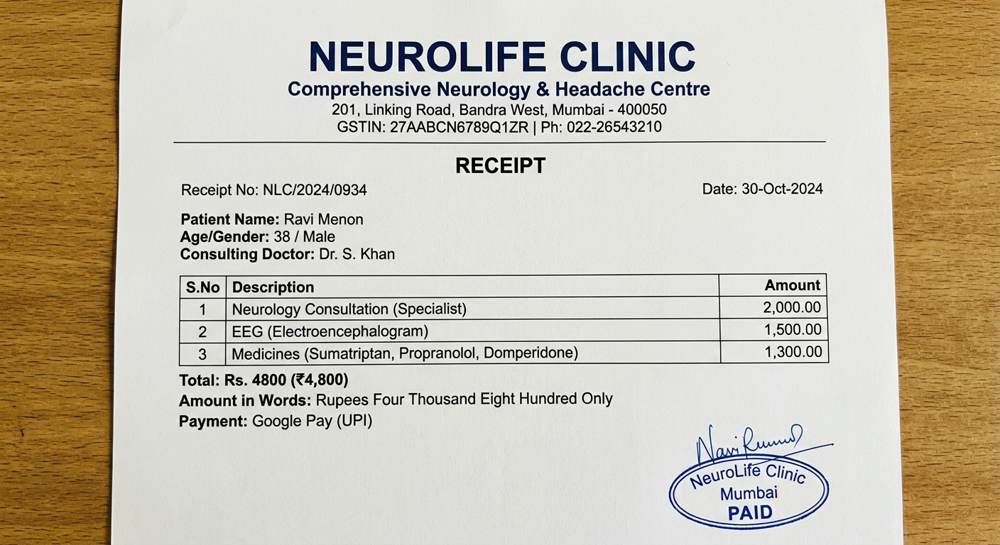 NEUROLIFE CLINIC
Comprehensive Neurology & Headache Centre
201, Linking Road, Bandra West, Mumbai - 400050
GSTIN: 27AABCN6789Q1ZR | Ph: 022-26543210
RECEIPT
Receipt No: NLC/2024/0934 Date: 30-Oct-2024
Patient Name: Ravi Menon
Age/Gender: 38 / Male
Consulting Doctor: Dr. S. Khan
S.No Description Amount
1 Neurology Consultation (Specialist) 2,000.00
2 EEG (Electroencephalogram) 1,500.00
3 Medicines (Sumatriptan, Propranolol, Domperidone) 1,300.00
Total: Rs. 4800 (₹4,800)
Amount in Words: Rupees Four Thousand Eight Hundred Only
Payment: Google Pay (UPI)
NeuroLife Clinic
Mumbai
PAID